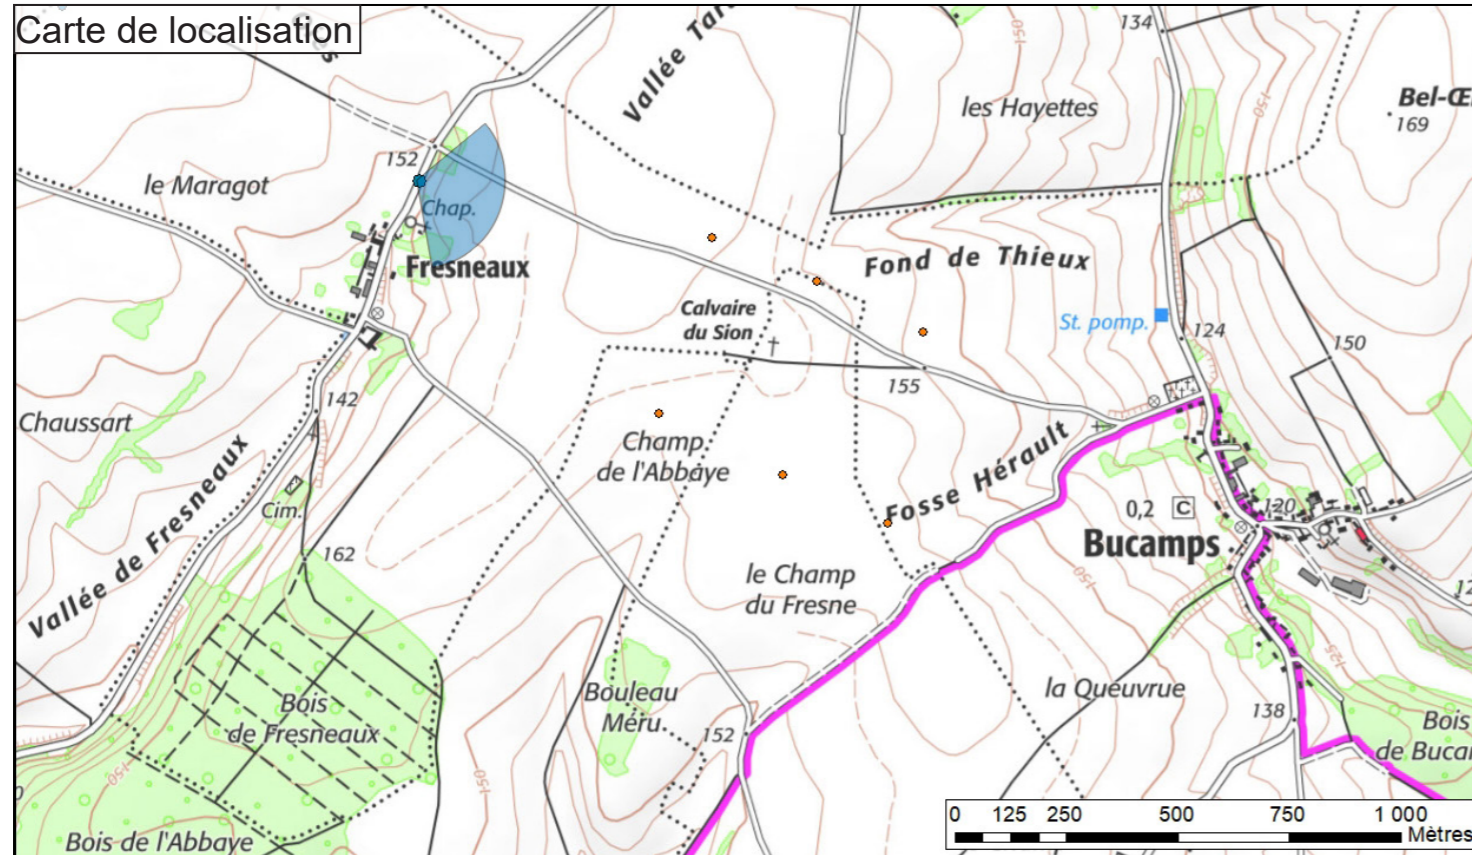 Carte de localisation
Vallée
134
les Hayettes
Bel-Œ
169
152
le Maragot
Chap.
Fresneaux
Fond de Thieux
Calvaire
du Sion
St. pomp.
124
150
155
142
Chaussart
Champ
de l'Abbaye
Fosse Hérault
Vallée de Fresneaux
Cim.
162
0,2 C
120
Bucamps
le Champ
du Fresne
Bois
de Fresneaux
Bouleau
Méru
la Queuvrue
152
138
Bois
de Bucam
125
150
Bois de l'Abbaye
0 125 250 500 750 1 000
Mètres